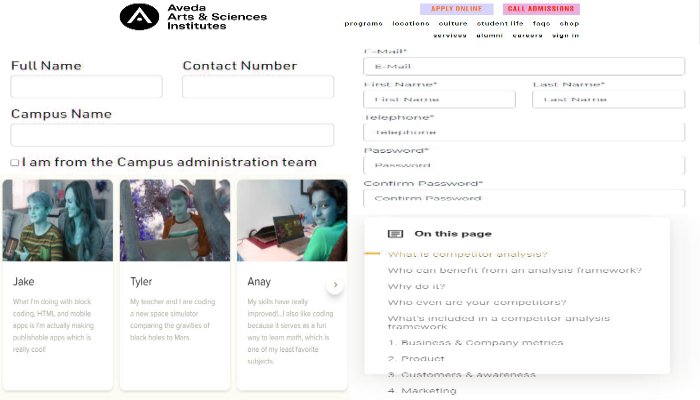 Aveda
Arts & Sciences
Institutes
APPLY ONLINE
CALL ADMISSIONS
programs locations culture student life faqs shop
services alumni careers sign in
Full Name
Contact Number
Campus Name
I am from the Campus administration team
Jake
What I'm doing with block
coding, HTML and mobile
apps is I'm actually making
publishable apps which is
really cool!
Tyler
My teacher and I are coding
a new space simulator
comparing the gravities of
black holes to Mars.
Anay
My skills have really
improved!...I also like coding
because it serves as a fun
way to learn math, which is
one of my least favorite
subjects.
E-Mail*
E-Mail
First Name*
Last Name*
First Name
Last Name
Telephone*
Telephone
Password*
Password
Confirm Password*
Confirm Password
On this page
What is competitor analysis?
Who can benefit from an analysis framework?
Why do it?
Who even are your competitors?
What's included in a competitor analysis
framework
1. Business & Company metrics
2. Product
3. Customers & awareness
4. Marketing